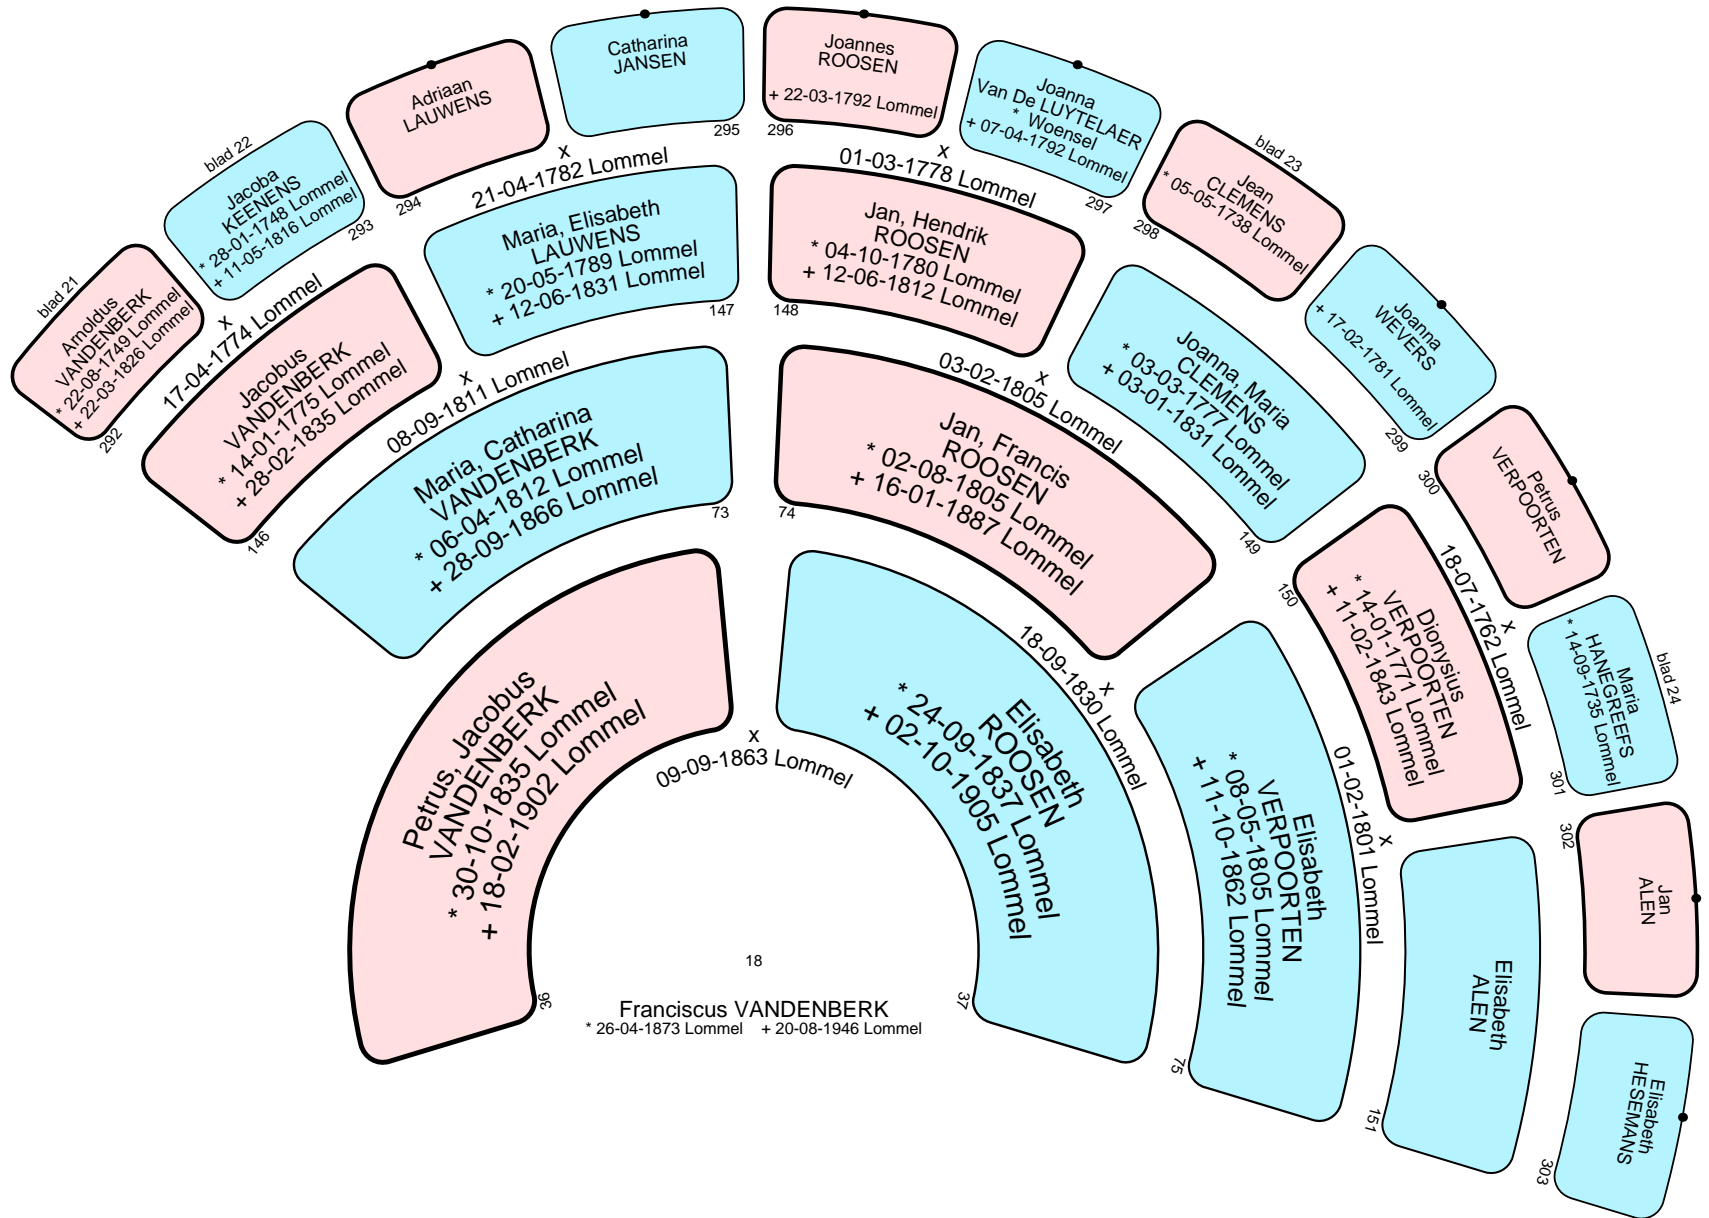 blad 21
Arnoldus
VANDENBERK
* 22-08-1749 Lommel
+ 22-03-1826 Lommel
292
blad 22
Jacoba
KEENENS
* 28-01-1748 Lommel
+ 11-05-1816 Lommel
293
x
17-04-1774 Lommel
Adriaan
LAUWENS
294
Catharina
JANSEN
295
x
21-04-1782 Lommel
Joannes
ROOSEN
+ 22-03-1792 Lommel
296
Joanna
Van De LUYTELAER
* Woensel
+ 07-04-1792 Lommel
297
x
01-03-1778 Lommel
blad 23
Jean
CLEMENS
* 05-05-1738 Lommel
298
Joanna
WEVERS
+ 17-02-1781 Lommel
299
Petrus
VERPOORTEN
300
blad 24
Maria
HANEGREEFS
* 14-09-1735 Lommel
301
x
18-07-1762 Lommel
Jan
ALEN
302
Elisabeth
HESEMANS
303
Jacobus
VANDENBERK
* 14-01-1775 Lommel
+ 28-02-1835 Lommel
146
Maria, Elisabeth
LAUWENS
* 20-05-1789 Lommel
+ 12-06-1831 Lommel
147
x
08-09-1811 Lommel
Jan, Hendrik
ROOSEN
* 04-10-1780 Lommel
+ 12-06-1812 Lommel
148
Joanna, Maria
CLEMENS
* 03-03-1777 Lommel
+ 03-01-1831 Lommel
149
x
03-02-1805 Lommel
Dionysius
VERPOORTEN
* 14-01-1771 Lommel
+ 11-02-1843 Lommel
150
Elisabeth
ALEN
151
x
01-02-1801 Lommel
Maria, Catharina
VANDENBERK
* 06-04-1812 Lommel
+ 28-09-1866 Lommel
73
Jan, Francis
ROOSEN
* 02-08-1805 Lommel
+ 16-01-1887 Lommel
74
Elisabeth
VERPOORTEN
* 08-05-1805 Lommel
+ 11-10-1862 Lommel
75
x
18-09-1830 Lommel
Petrus, Jacobus
VANDENBERK
* 30-10-1835 Lommel
+ 18-02-1902 Lommel
36
Elisabeth
ROOSEN
* 24-09-1837 Lommel
+ 02-10-1905 Lommel
37
x
09-09-1863 Lommel
18
Franciscus VANDENBERK
* 26-04-1873 Lommel + 20-08-1946 Lommel